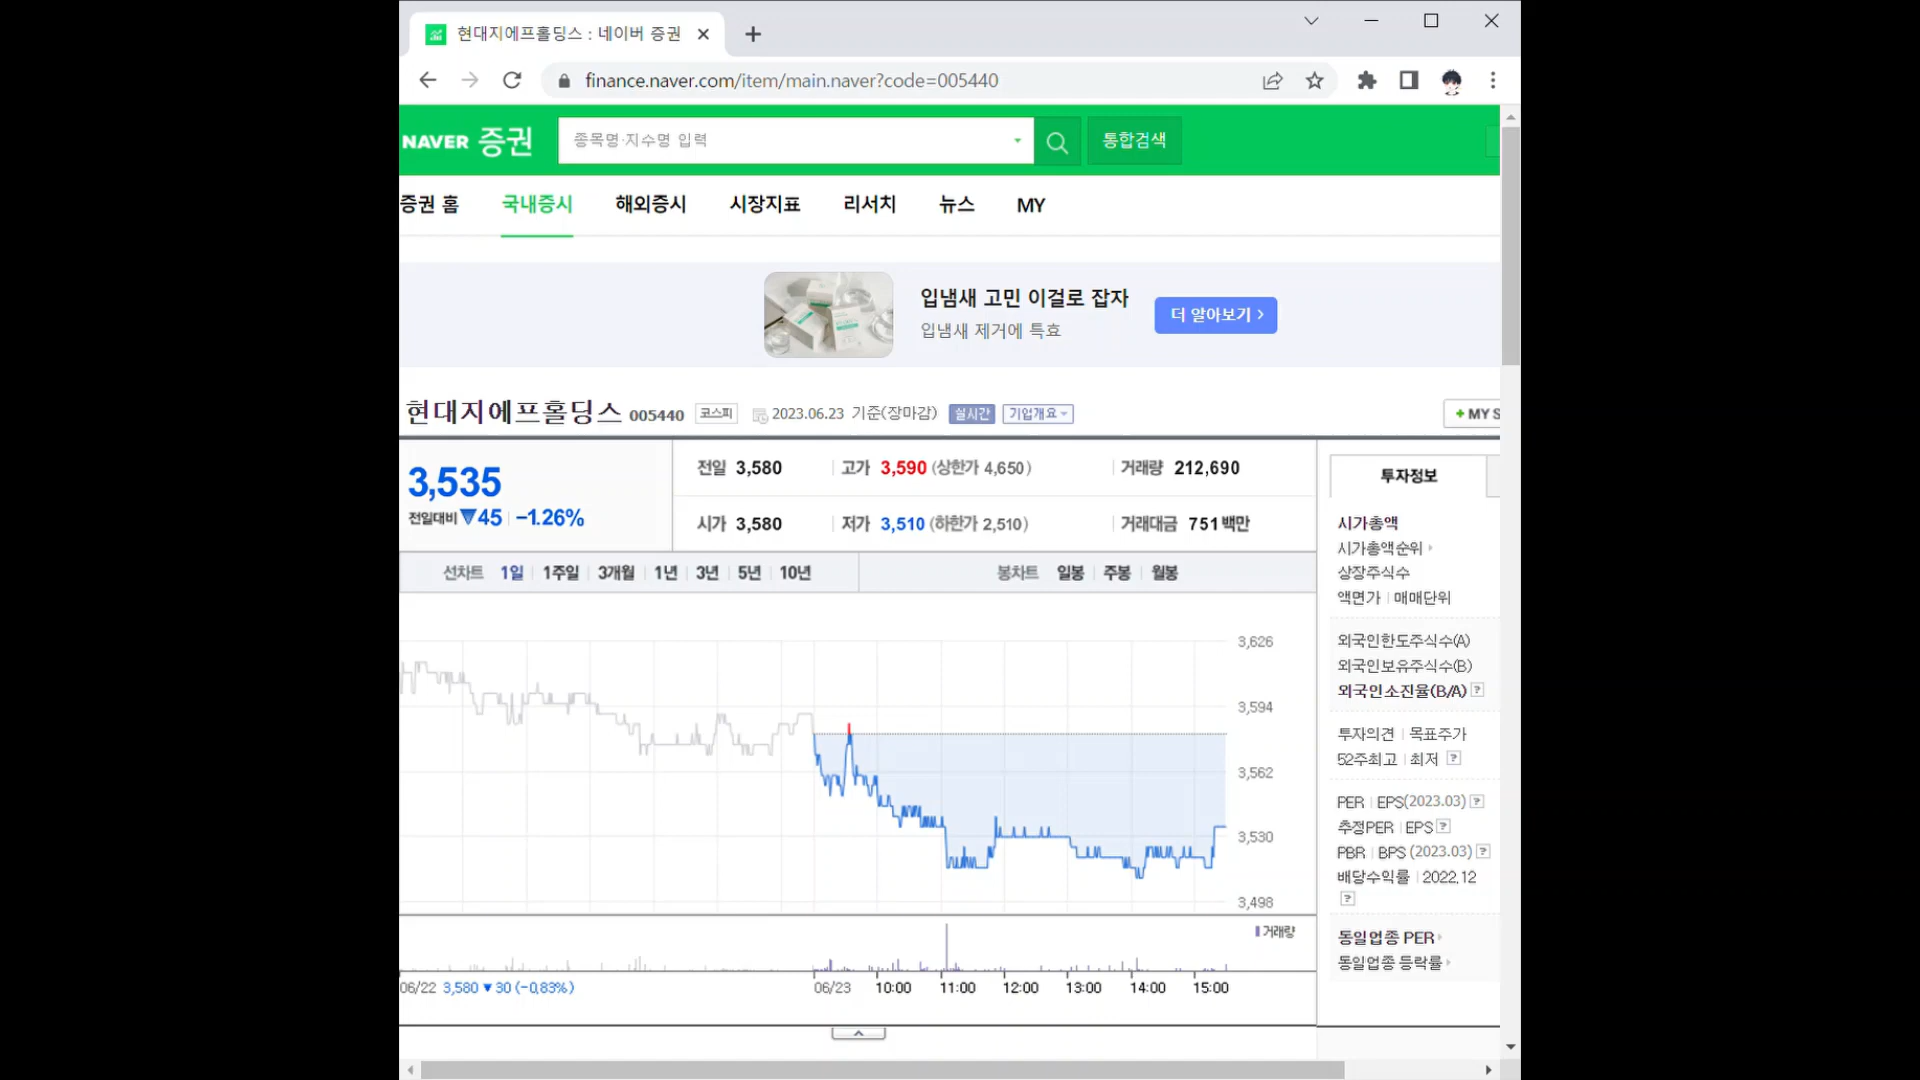 현대지에프홀딩스 : 네이버 증권
finance.naver.com/item/main.naver?code=005440
NAVER 증권
종목명·지수명 입력
통합검색
증권 홈 국내증시 해외증시 시장지표 리서치 뉴스 MY
입냄새 고민 이걸로 잡자
입냄새 제거에 특효
더 알아보기 >
현대지에프홀딩스 005440 코스피 2023.06.23 기준(장마감) 실시간 기업개요
+ MY S
3,535
전일대비 ▼45 -1.26%
전일 3,580 고가 3,590 (상한가 4,650) 거래량 212,690
시가 3,580 저가 3,510 (하한가 2,510) 거래대금 751 백만
선차트 1일 1주일 3개월 1년 3년 5년 10년
봉차트 일봉 주봉 월봉
3,626
3,594
3,562
3,530
3,498
거래량
06/22 3,580 ▼ 30 (-0.83%)
06/23 10:00 11:00 12:00 13:00 14:00 15:00
투자정보
시가총액
시가총액순위
상장주식수
액면가 | 매매단위
외국인한도주식수(A)
외국인보유주식수(B)
외국인소진율(B/A) ?
투자의견 | 목표주가
52주최고 | 최저 ?
PER | EPS(2023.03) ?
추정PER | EPS ?
PBR | BPS (2023.03) ?
배당수익률 | 2022.12
?
동일업종 PER
동일업종 등락률